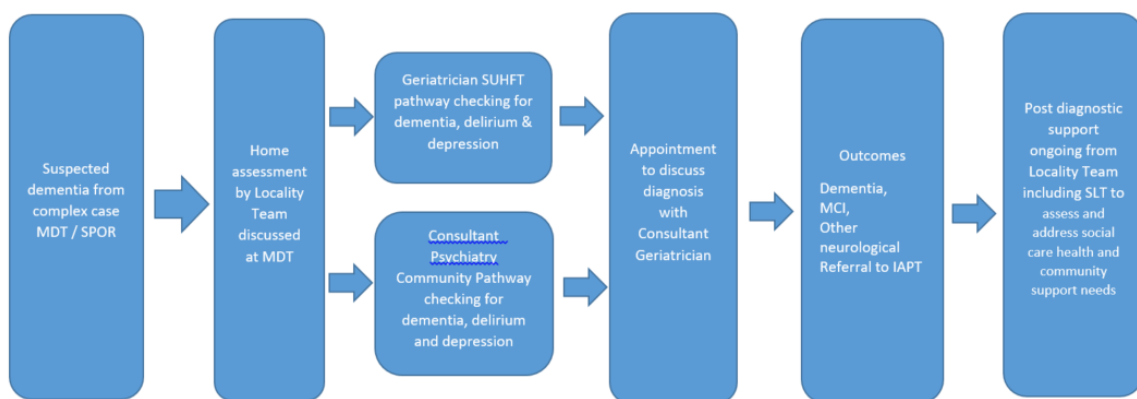 Suspected
dementia from
complex case
MDT / SPOR
Home
assessment
by Locality
Team
discussed
at MDT
Geriatrician SUHFT
pathway checking for
dementia, delirium &
depression
Consultant
Psychiatry
Community Pathway
checking for
dementia, delirium
and depression
Appointment
to discuss
diagnosis
with
Consultant
Geriatrician
Outcomes
Dementia,
MCI,
Other
neurological
Referral to IAPT
Post diagnostic
support
ongoing from
Locality Team
including SLT to
assess and
address social
care health and
community
support needs